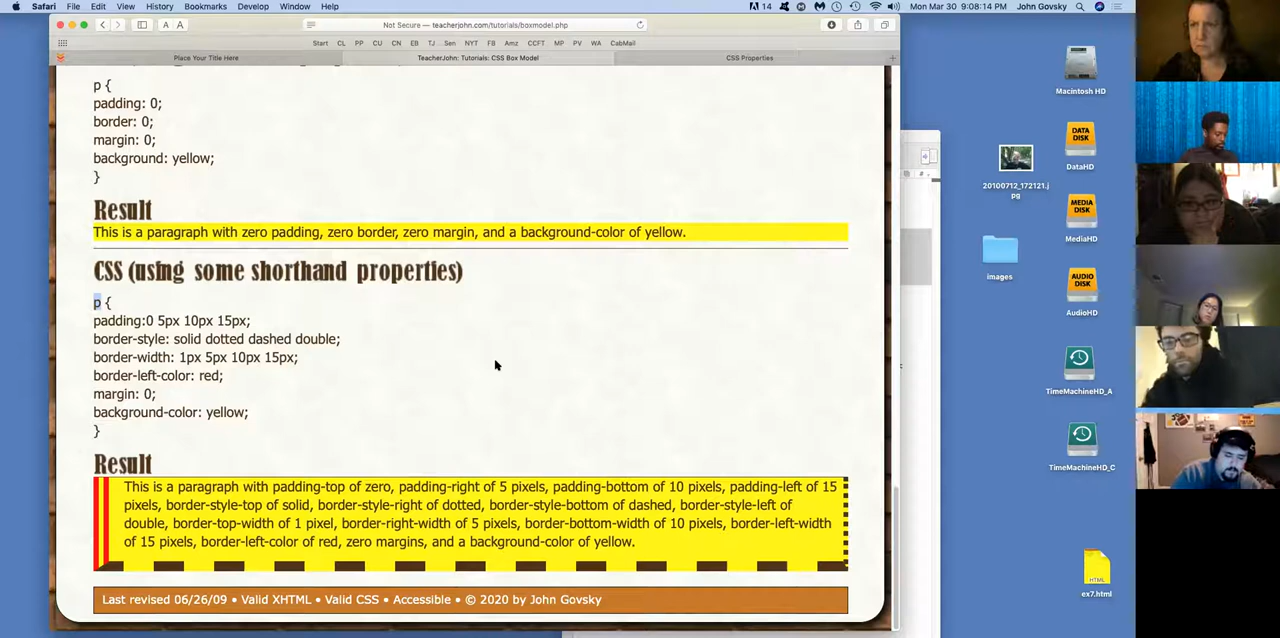 Safari File Edit View History Bookmarks Develop Window Help
14 Mon Mar 30 9:08:14 PM John Govsky
Not Secure — teacherjohn.com/tutorials/boxmodel.php
Start CL PP CU CN EB TJ Sen NYT FB Amz CCFT MP PV WA CabMail
Place Your Title Here TeacherJohn: Tutorials: CSS Box Model CSS Properties
p {
padding: 0;
border: 0;
margin: 0;
background: yellow;
}
Result
This is a paragraph with zero padding, zero border, zero margin, and a background-color of yellow.
CSS (using some shorthand properties)
p {
padding:0 5px 10px 15px;
border-style: solid dotted dashed double;
border-width: 1px 5px 10px 15px;
border-left-color: red;
margin: 0;
background-color: yellow;
}
Result
This is a paragraph with padding-top of zero, padding-right of 5 pixels, padding-bottom of 10 pixels, padding-left of 15
pixels, border-style-top of solid, border-style-right of dotted, border-style-bottom of dashed, border-style-left of
double, border-top-width of 1 pixel, border-right-width of 5 pixels, border-bottom-width of 10 pixels, border-left-width
of 15 pixels, border-left-color of red, zero margins, and a background-color of yellow.
Last revised 06/26/09 • Valid XHTML • Valid CSS • Accessible • © 2020 by John Govsky
Macintosh HD
DATA
DISK
DataHD
20100712_172121.j
pg
MEDIA
DISK
MediaHD
images
AUDIO
DISK
AudioHD
TimeMachineHD_A
TimeMachineHD_C
HTML
ex7.html